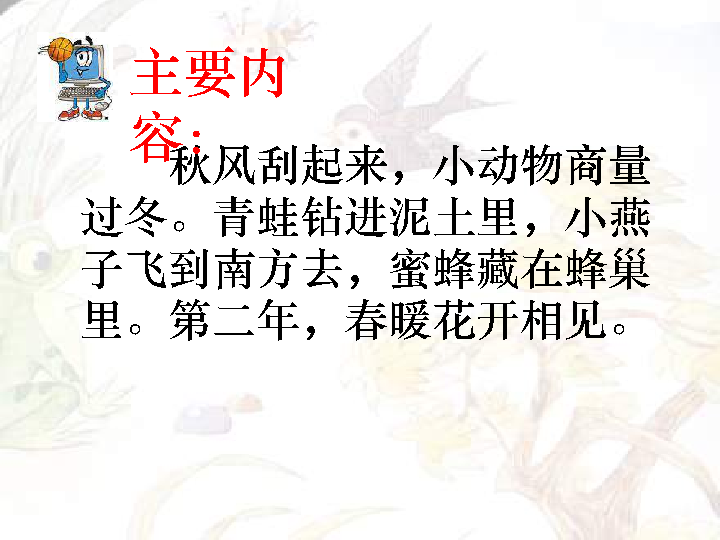 主要内
容：
秋风刮起来，小动物商量
过冬。青蛙钻进泥土里，小燕
子飞到南方去，蜜蜂藏在蜂巢
里。第二年，春暖花开相见。